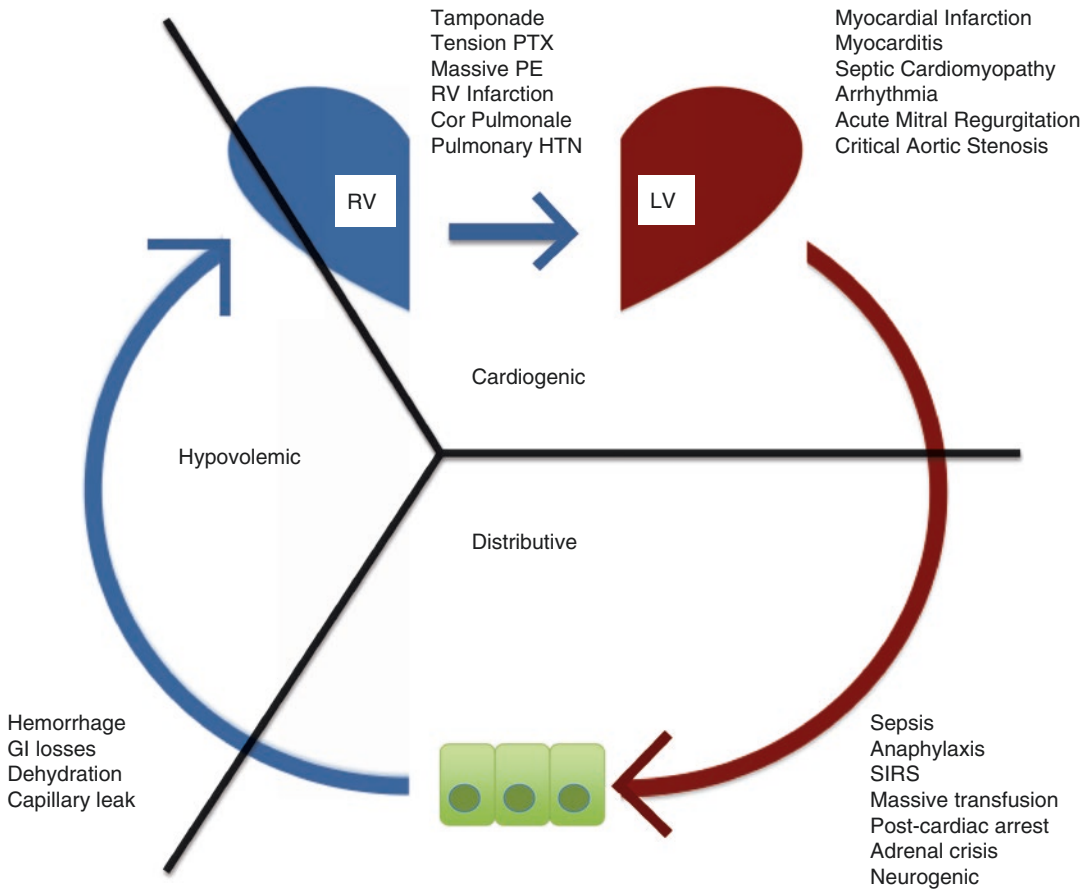 Tamponade
Tension PTX
Massive PE
RV Infarction
Cor Pulmonale
Pulmonary HTN
Myocardial Infarction
Myocarditis
Septic Cardiomyopathy
Arrhythmia
Acute Mitral Regurgitation
Critical Aortic Stenosis
RV
LV
Cardiogenic
Hypovolemic
Distributive
Hemorrhage
GI losses
Dehydration
Capillary leak
Sepsis
Anaphylaxis
SIRS
Massive transfusion
Post-cardiac arrest
Adrenal crisis
Neurogenic